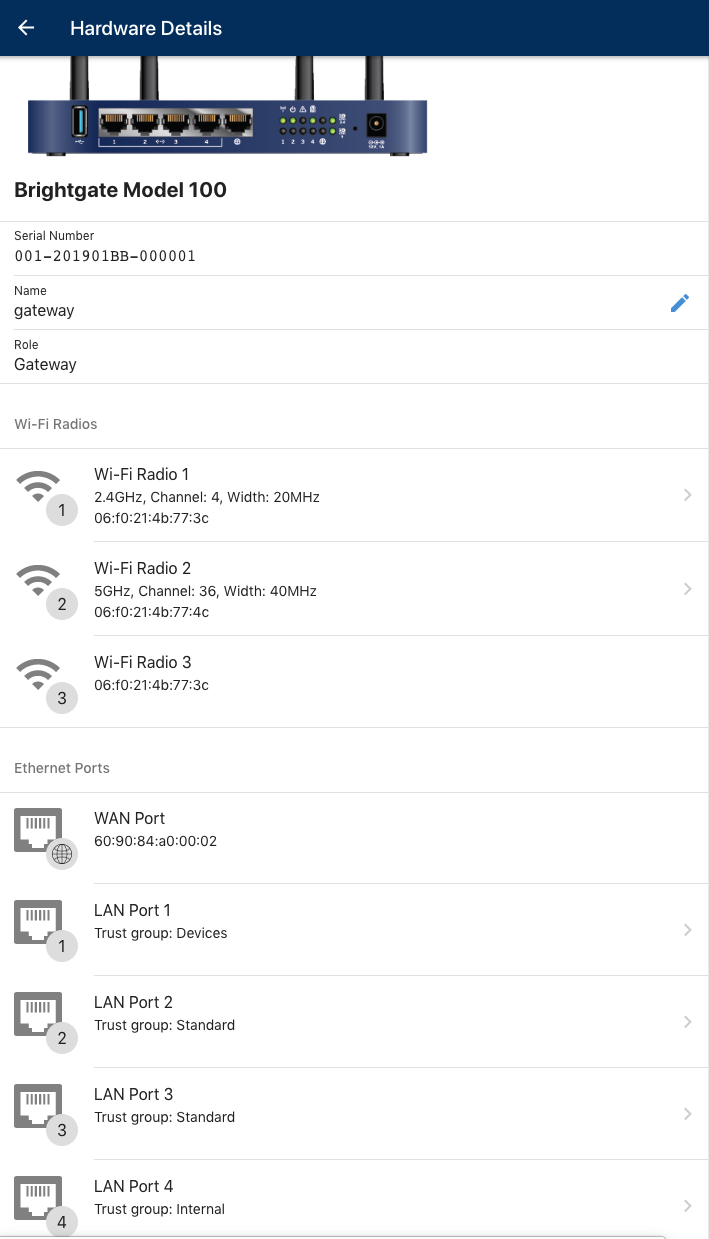 Hardware Details
1 2 3 4
1 2 3 4
Brightgate Model 100
Serial Number
001-201901BB-000001
Name
gateway
Role
Gateway
Wi-Fi Radios
Wi-Fi Radio 1
2.4GHz, Channel: 4, Width: 20MHz
06:f0:21:4b:77:3c
1
Wi-Fi Radio 2
5GHz, Channel: 36, Width: 40MHz
06:f0:21:4b:77:4c
2
Wi-Fi Radio 3
06:f0:21:4b:77:3c
3
Ethernet Ports
WAN Port
60:90:84:a0:00:02
LAN Port 1
Trust group: Devices
1
LAN Port 2
Trust group: Standard
2
LAN Port 3
Trust group: Standard
3
LAN Port 4
Trust group: Internal
4